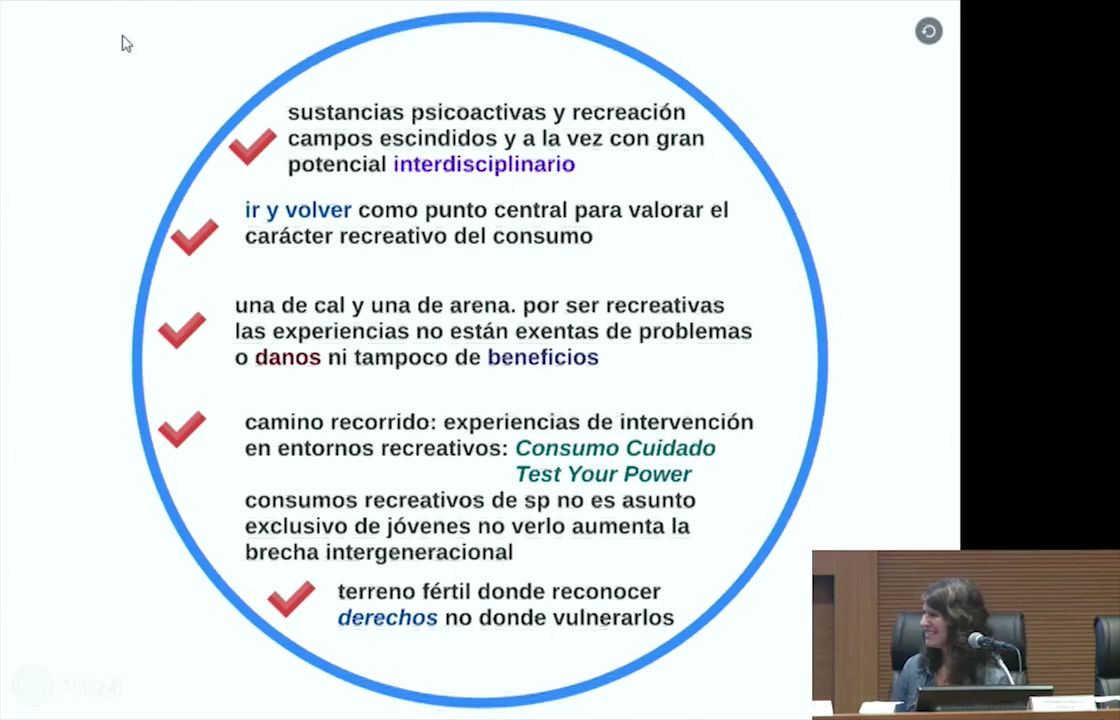 sustancias psicoactivas y recreación
campos escindidos y a la vez con gran
potencial interdisciplinario
ir y volver como punto central para valorar el
carácter recreativo del consumo
una de cal y una de arena. por ser recreativas
las experiencias no están exentas de problemas
o danos ni tampoco de beneficios
camino recorrido: experiencias de intervención
en entornos recreativos: Consumo Cuidado
Test Your Power
consumos recreativos de sp no es asunto
exclusivo de jóvenes no verlo aumenta la
brecha intergeneracional
terreno fértil donde reconocer
derechos no donde vulnerarlos
Prezi